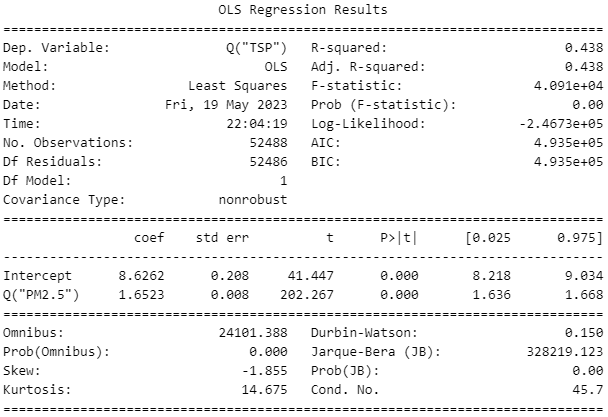 OLS Regression Results
==============================================================================
Dep. Variable:               Q("TSP")   R-squared:                       0.438
Model:                            OLS   Adj. R-squared:                  0.438
Method:                 Least Squares   F-statistic:                 4.091e+04
Date:                Fri, 19 May 2023   Prob (F-statistic):               0.00
Time:                        22:04:19   Log-Likelihood:            -2.4673e+05
No. Observations:               52488   AIC:                         4.935e+05
Df Residuals:                   52486   BIC:                         4.935e+05
Df Model:                           1
Covariance Type:            nonrobust
==============================================================================
                 coef    std err          t      P>|t|      [0.025      0.975]
------------------------------------------------------------------------------
Intercept      8.6262      0.208     41.447      0.000       8.218       9.034
Q("PM2.5")     1.6523      0.008    202.267      0.000       1.636       1.668
==============================================================================
Omnibus:                    24101.388   Durbin-Watson:                   0.150
Prob(Omnibus):                  0.000   Jarque-Bera (JB):           328219.123
Skew:                          -1.855   Prob(JB):                         0.00
Kurtosis:                      14.675   Cond. No.                         45.7
==============================================================================